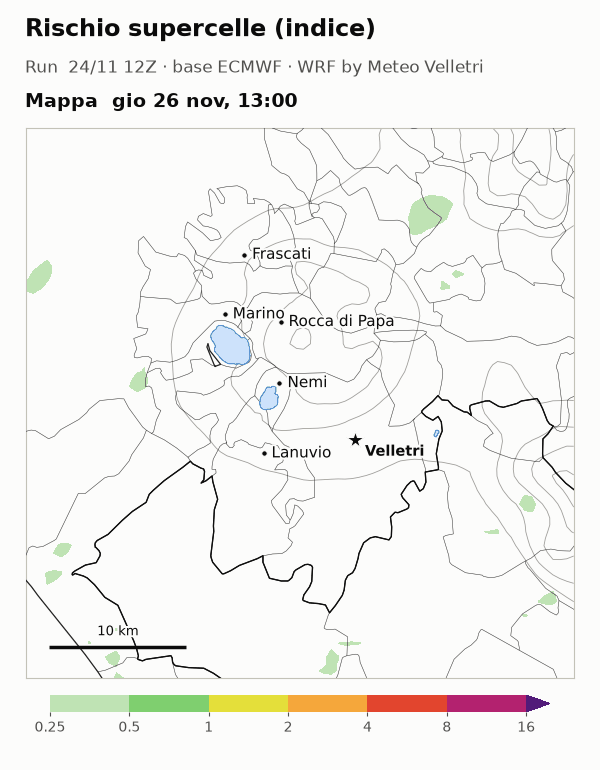 Rischio supercelle (indice)
Run  24/11 12Z · base ECMWF · WRF by Meteo Velletri
Mappa  gio 26 nov, 13:00
Frascati
Marino
Rocca di Papa
Nemi
Velletri
Lanuvio
10 km
0.25 0.5 1 2 4 8 16